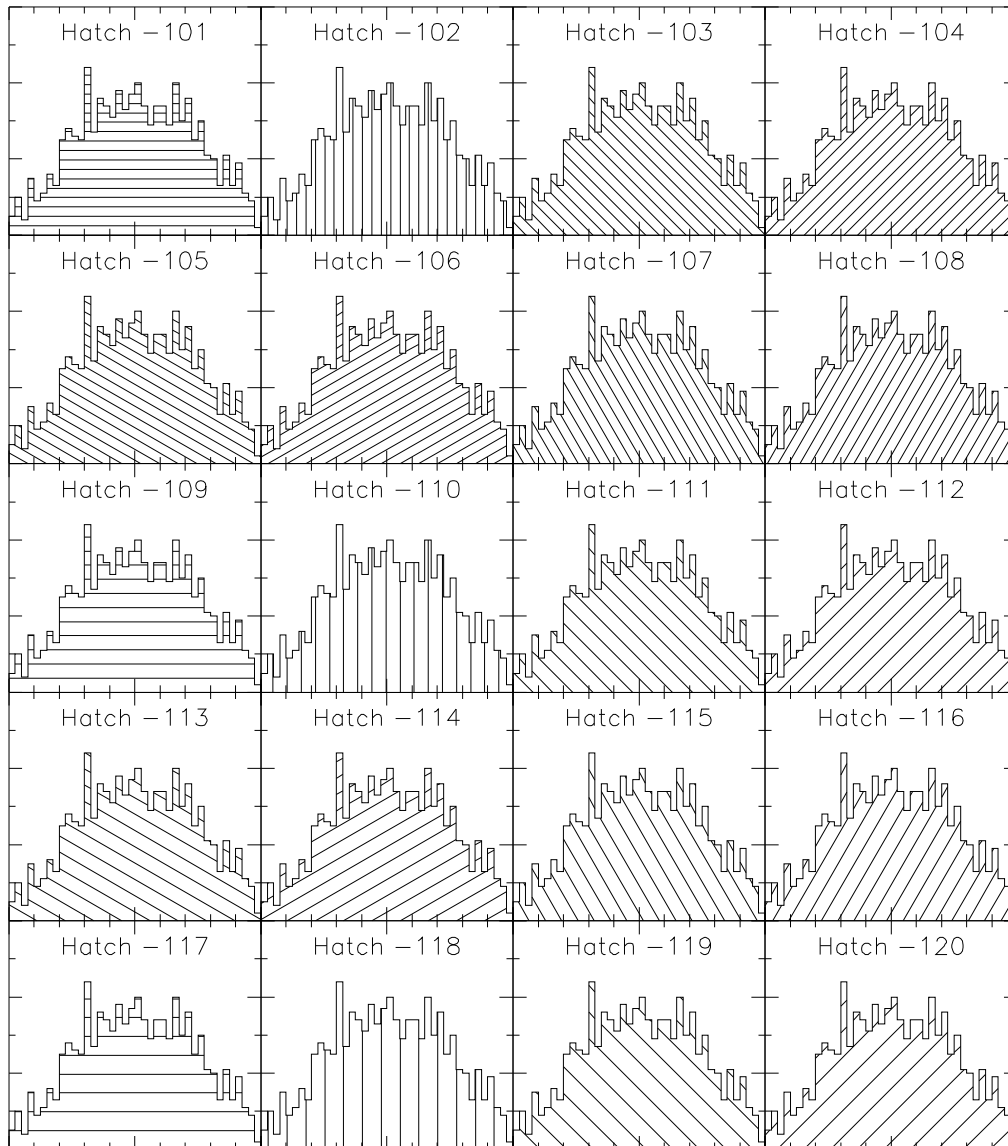 Hatch −101 Hatch −102 Hatch −103 Hatch −104
Hatch −105 Hatch −106 Hatch −107 Hatch −108
Hatch −109 Hatch −110 Hatch −111 Hatch −112
Hatch −113 Hatch −114 Hatch −115 Hatch −116
Hatch −117 Hatch −118 Hatch −119 Hatch −120